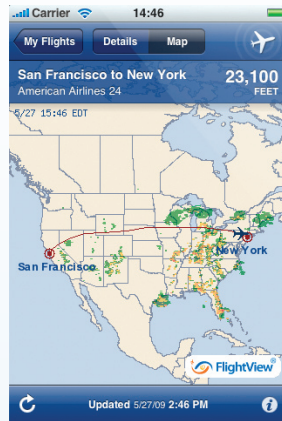 Carrier 14:46
My Flights Details Map
San Francisco to New York 23,100
American Airlines 24 FEET
5/27 15:46 EDT
San Francisco New York
FlightView®
Updated 5/27/09 2:46 PM